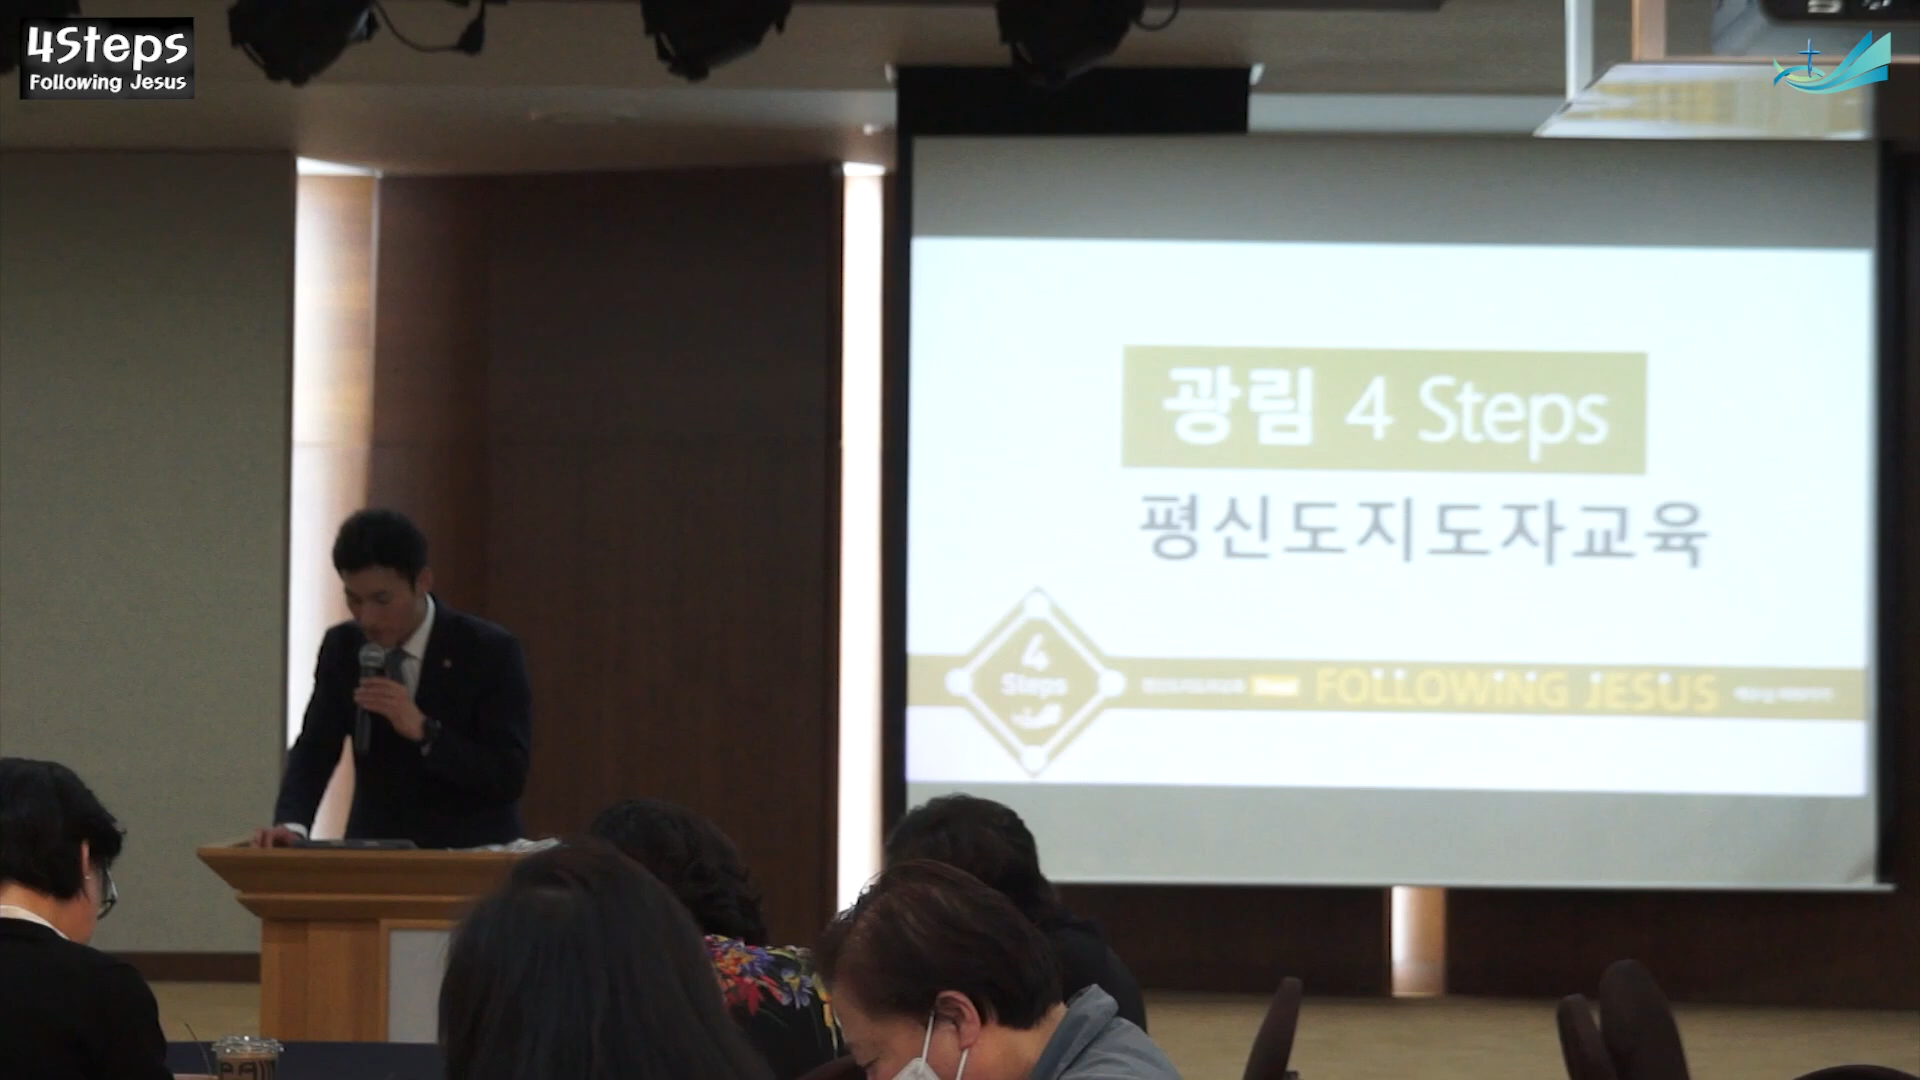 4Steps
Following Jesus
광림 4 Steps
평신도지도자교육
4
Steps
FOLLOWING JESUS